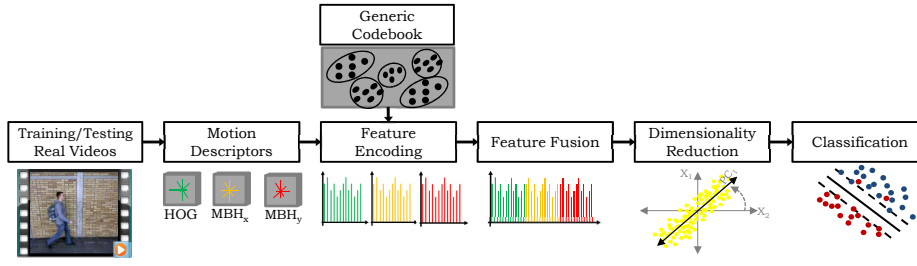 Generic
Codebook
Training/Testing
Real Videos
Motion
Descriptors
Feature
Encoding
Feature Fusion
Dimensionality
Reduction
Classification
HOG
MBHx
MBHy
X1
PC1
X2